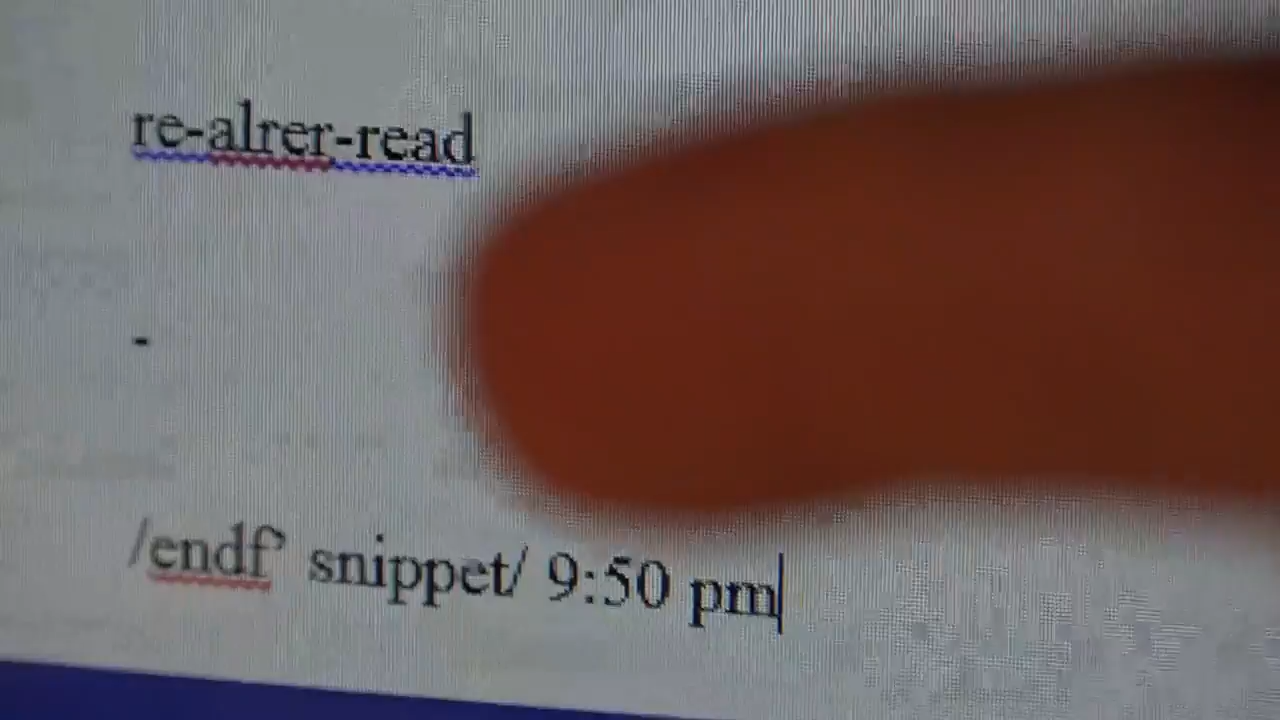 re-alrer-read
-
/endf’ snippet/ 9:50 pm